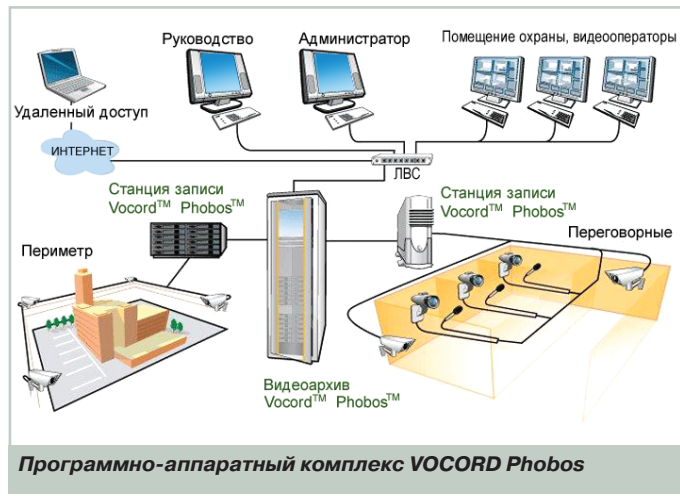 Руководство
Администратор
Помещение охраны, видеооператоры
Удаленный доступ
ИНТЕРНЕТ
ЛВС
Станция записи
Vocord™ Phobos™
Станция записи
Vocord™ Phobos™
Периметр
Переговорные
Видеоархив
Vocord™ Phobos™
Программно-аппаратный комплекс VOCORD Phobos